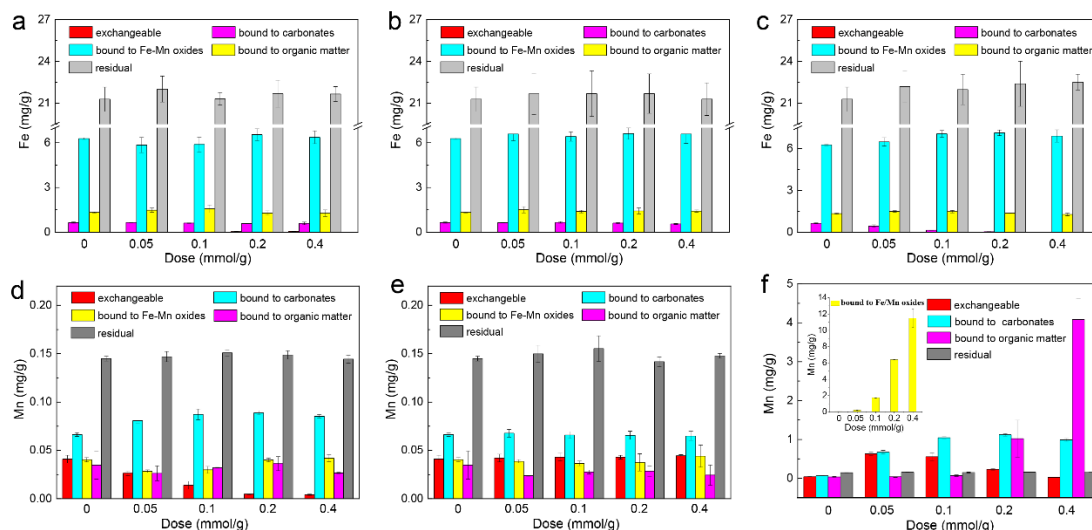 a
exchangeable
bound to carbonates
bound to Fe-Mn oxides
bound to organic matter
residual
27
24
21
6
3
0
Fe (mg/g)
0 0.05 0.1 0.2 0.4
Dose (mmol/g)
b
exchangeable
bound to carbonates
bound to Fe-Mn oxides
bound to organic matter
residual
27
24
21
6
3
0
Fe (mg/g)
0 0.05 0.1 0.2 0.4
Dose (mmol/g)
c
exchangeable
bound to carbonates
bound to Fe-Mn oxides
bound to organic matter
residual
27
24
21
6
3
0
Fe (mg/g)
0 0.05 0.1 0.2 0.4
Dose (mmol/g)
d
exchangeable
bound to carbonates
bound to Fe-Mn oxides
bound to organic matter
residual
0.20
0.15
0.10
0.05
0.00
Mn (mg/g)
0 0.05 0.1 0.2 0.4
Dose (mmol/g)
e
exchangeable
bound to carbonates
bound to Fe-Mn oxides
bound to organic matter
residual
0.20
0.15
0.10
0.05
0.00
Mn (mg/g)
0 0.05 0.1 0.2 0.4
Dose (mmol/g)
f
bound to Fe/Mn oxides
14
12
10
8
6
4
2
0
Mn (mg/g)
0 0.05 0.1 0.2 0.4
Dose (mmol/g)
exchangeable
bound to carbonates
bound to organic matter
residual
5
4
3
2
1
0
Mn (mg/g)
0 0.05 0.1 0.2 0.4
Dose (mmol/g)